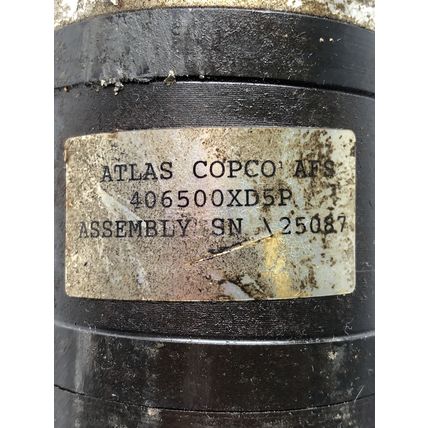 ATLAS COPCO AFS
406500XD5P
ASSEMBLY SN \25087